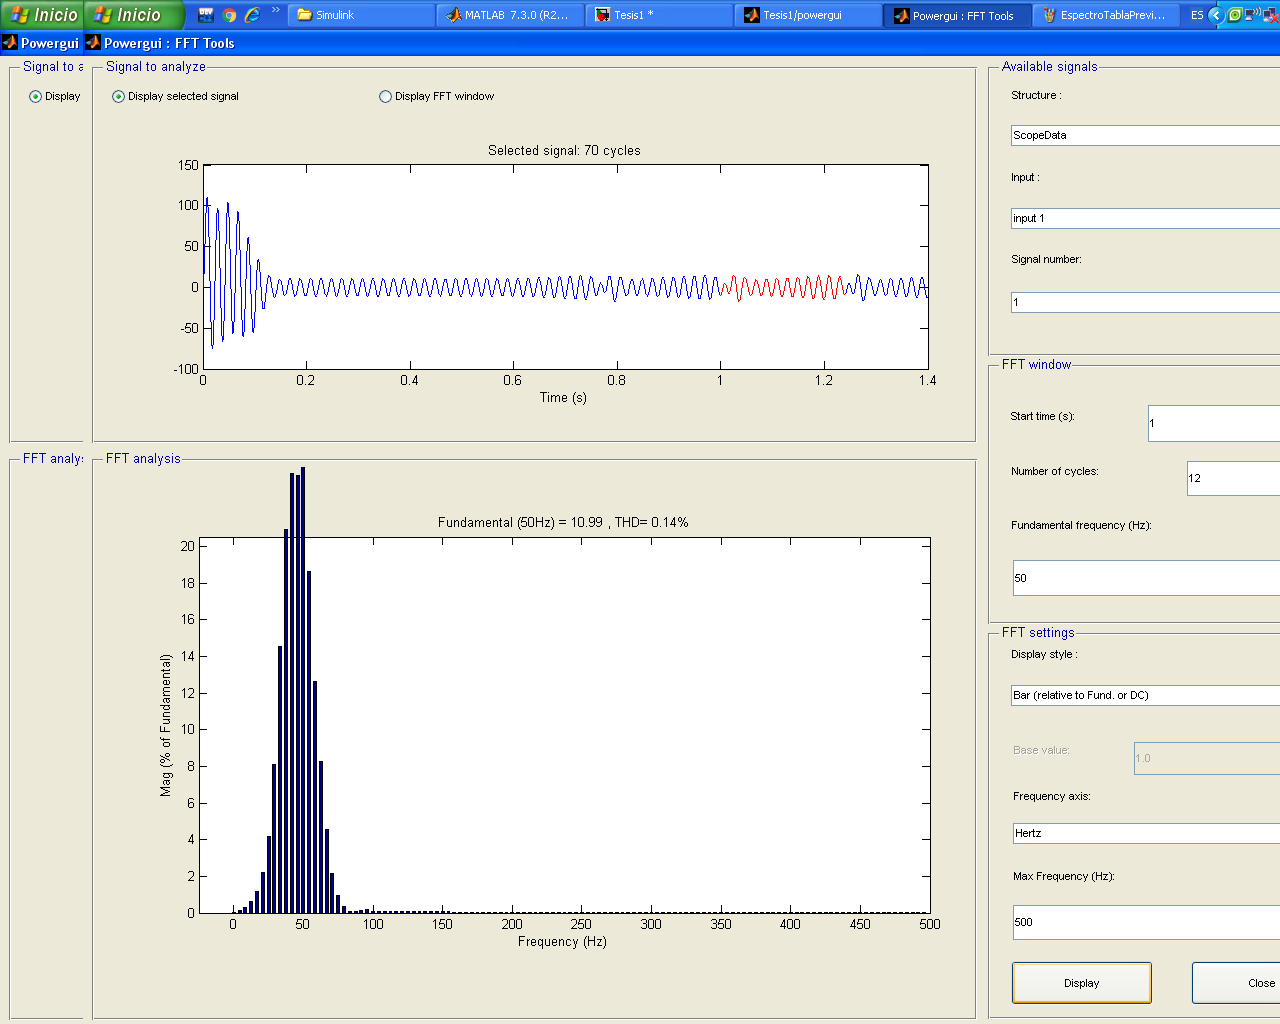 Inicio
Inicio
DEV
»
Simulink
MATLAB 7.3.0 (R2...
Tesis1 *
Tesis1/powergui
Powergui : FFT Tools
EspectroTablaPrevi...
ES
Powergui
Powergui : FFT Tools
Signal to a
Signal to analyze
Available signals
Display
Display selected signal
Display FFT window
Structure :
ScopeData
Selected signal: 70 cycles
150
100
50
0
-50
-100
0
0.2
0.4
0.6
0.8
1
1.2
1.4
Time (s)
Input :
input 1
Signal number:
1
FFT window
Start time (s):
1
Number of cycles:
12
Fundamental frequency (Hz):
50
FFT analys
FFT analysis
Fundamental (50Hz) = 10.99 , THD= 0.14%
20
18
16
14
12
10
8
6
4
2
0
Mag (% of Fundamental)
0
50
100
150
200
250
300
350
400
450
500
Frequency (Hz)
FFT settings
Display style :
Bar (relative to Fund. or DC)
Base value:
1.0
Frequency axis:
Hertz
Max Frequency (Hz):
500
Display
Close